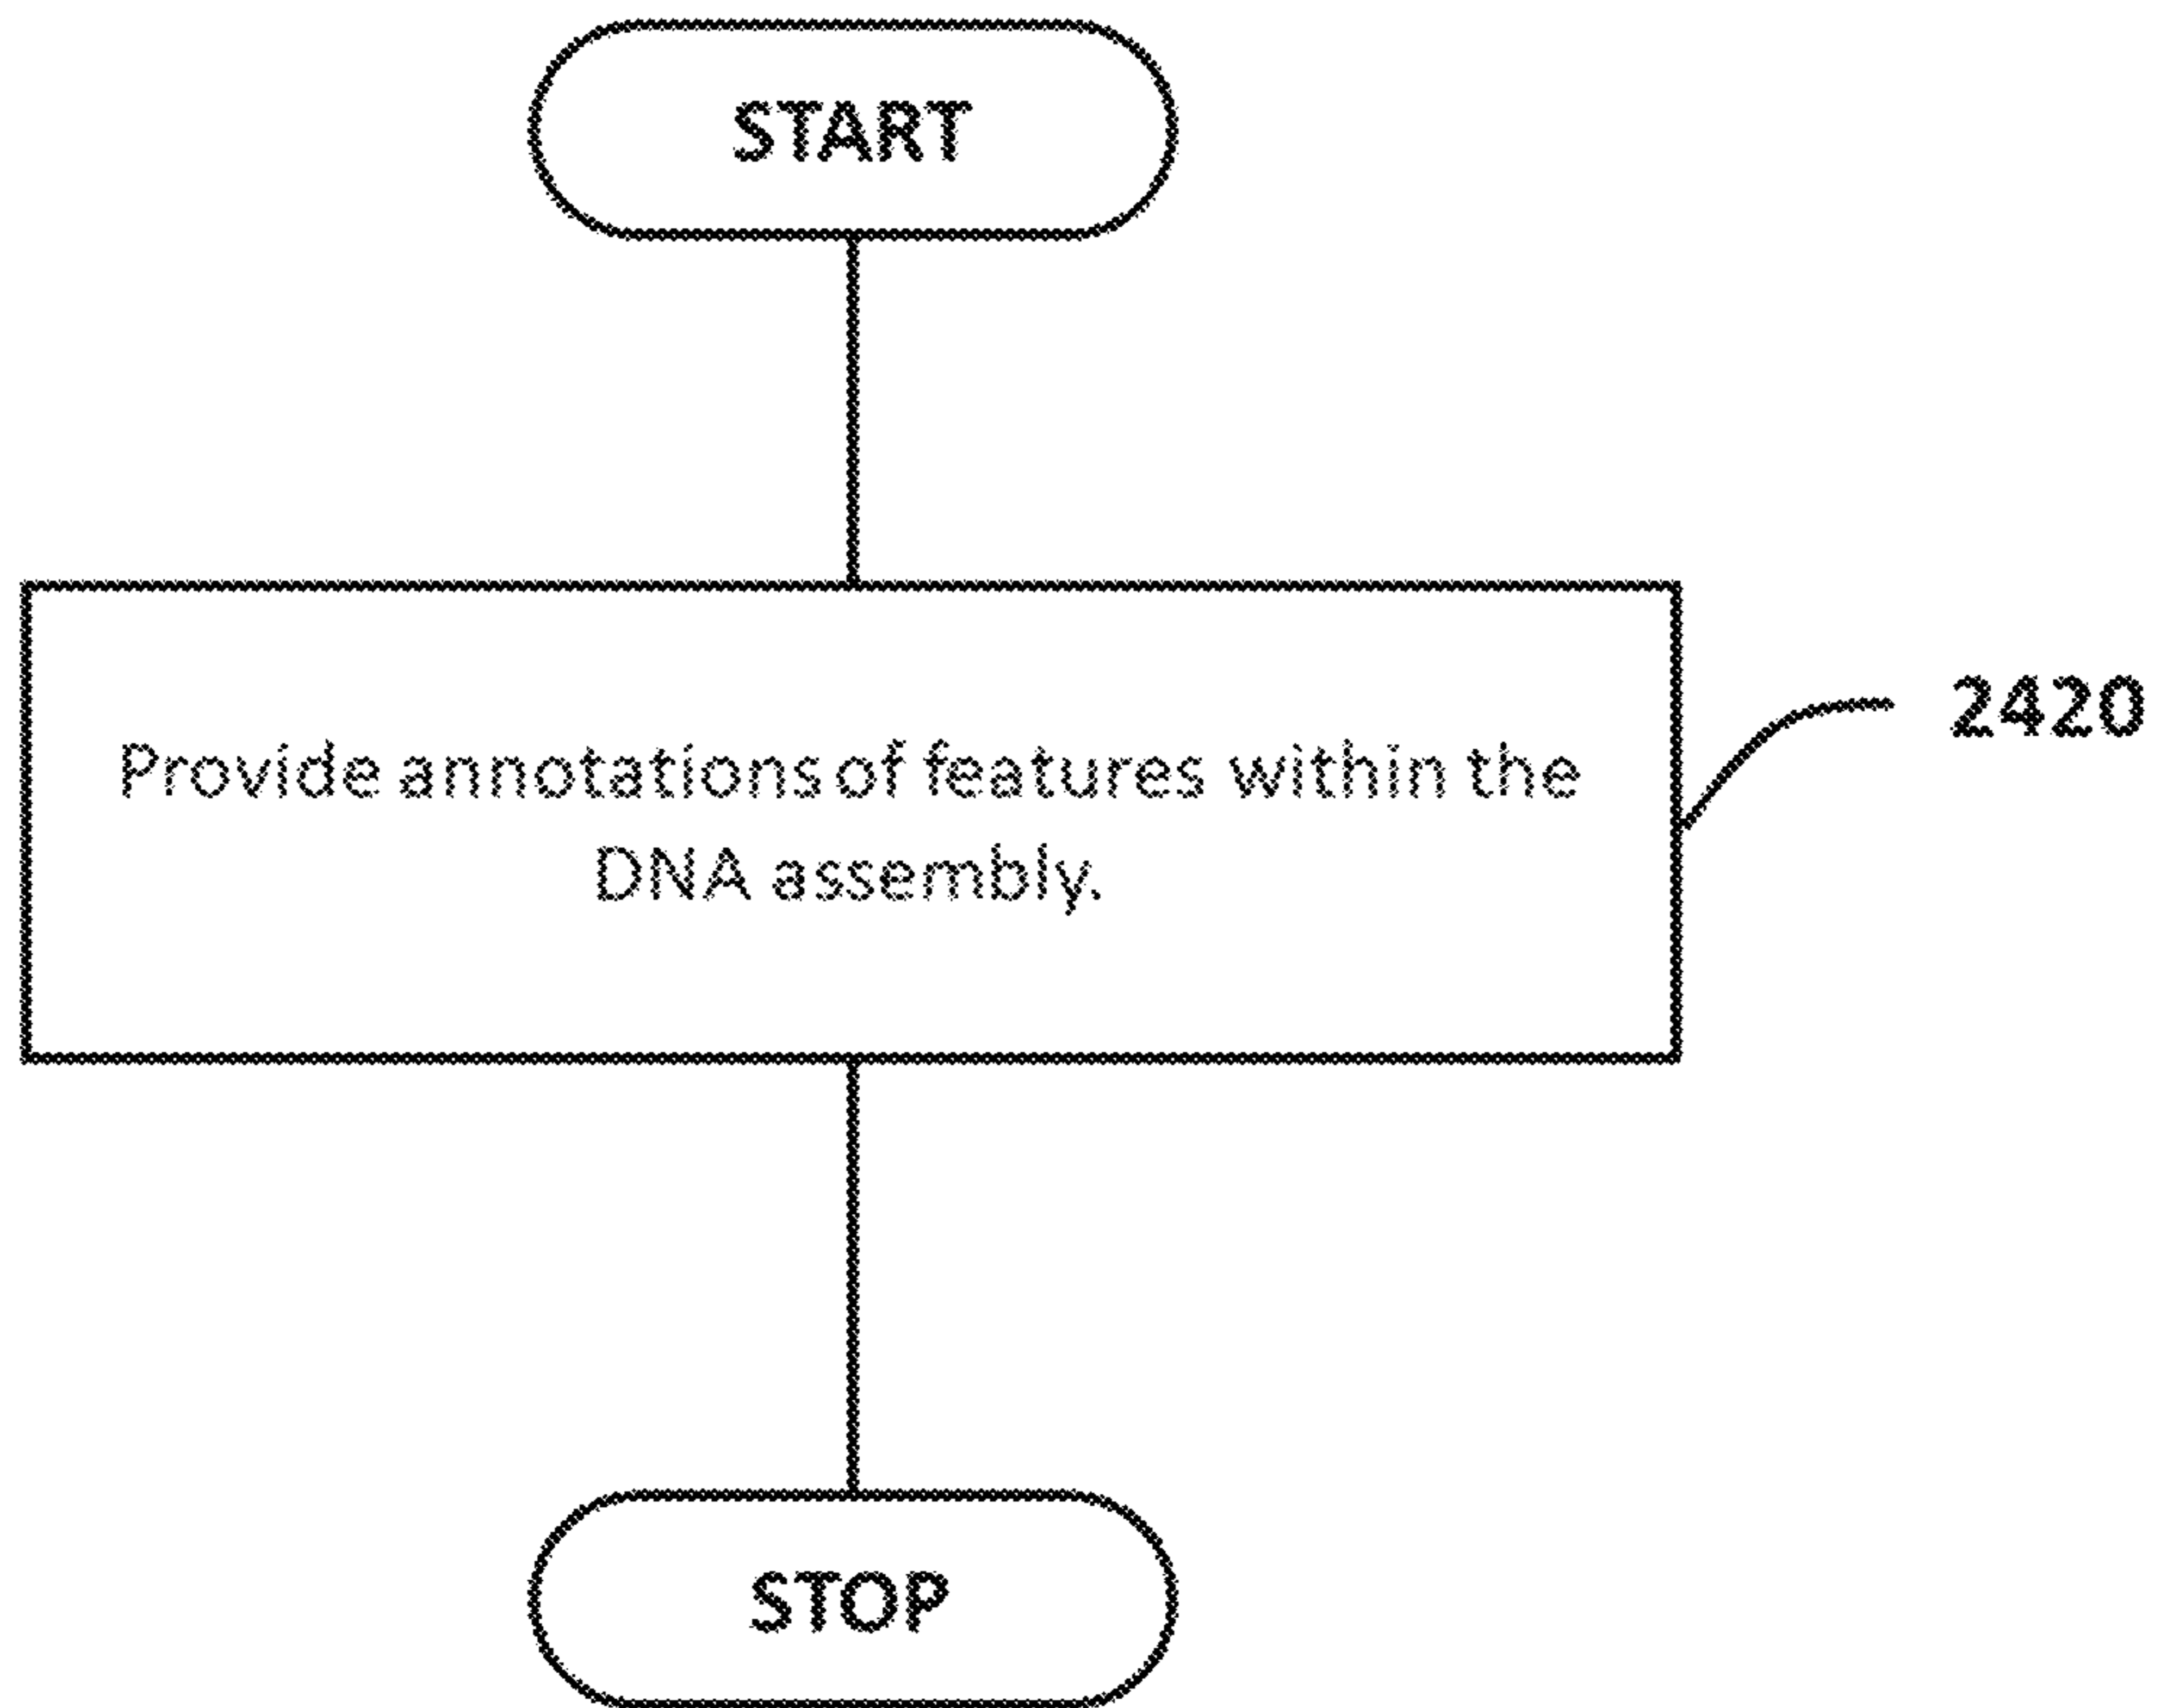 START
2420
Provide annotations of features within the
DNA assembly.
STOP